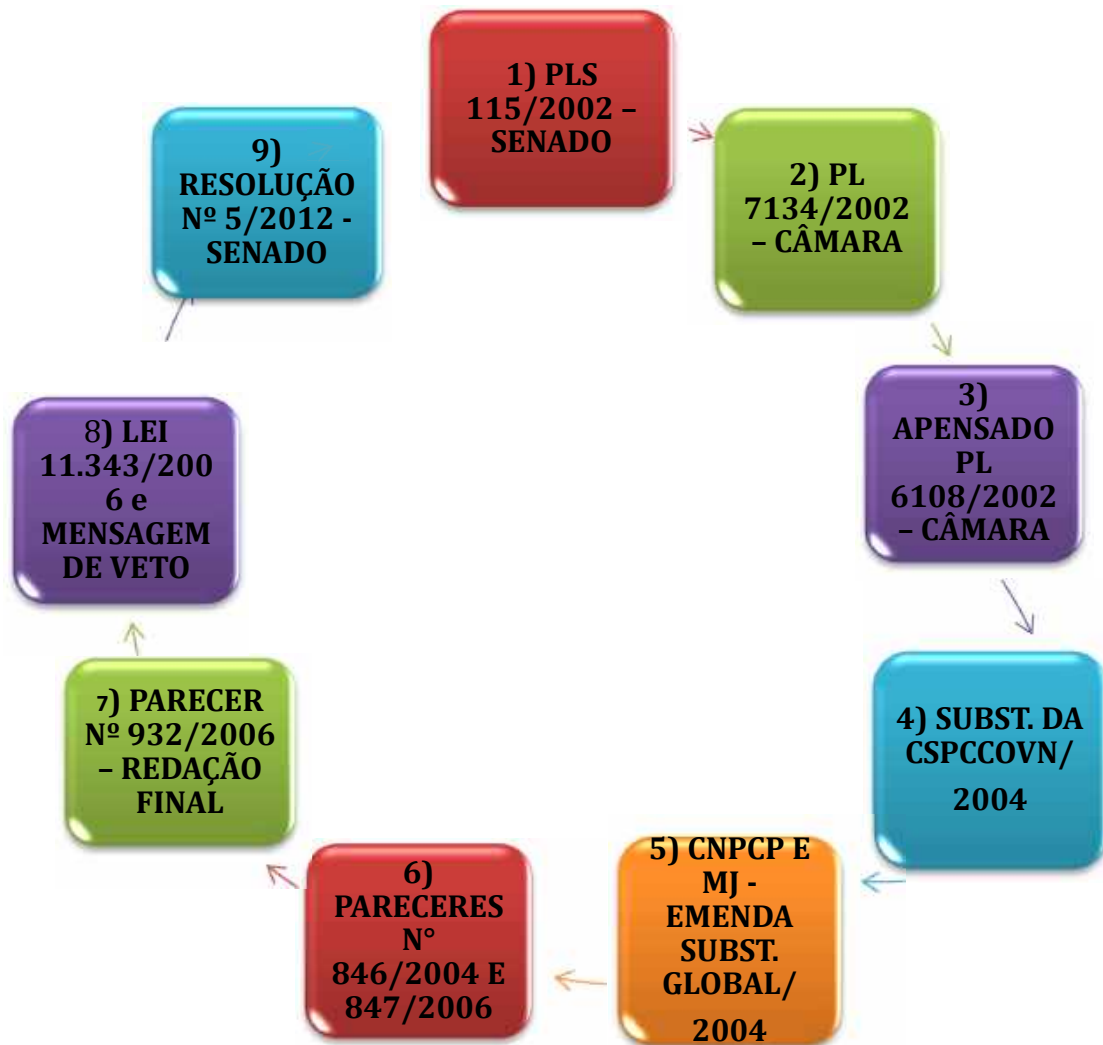 1) PLS
115/2002 –
SENADO
2) PL
7134/2002
– CÂMARA
3)
APENSADO
PL
6108/2002
– CÂMARA
4) SUBST. DA
CSPCCOVN/
2004
5) CNPCP E
MJ -
EMENDA
SUBST.
GLOBAL/
2004
6)
PARECERES
N°
846/2004 E
847/2006
7) PARECER
Nº 932/2006
– REDAÇÃO
FINAL
8) LEI
11.343/200
6 e
MENSAGEM
DE VETO
9)
RESOLUÇÃO
Nº 5/2012 -
SENADO